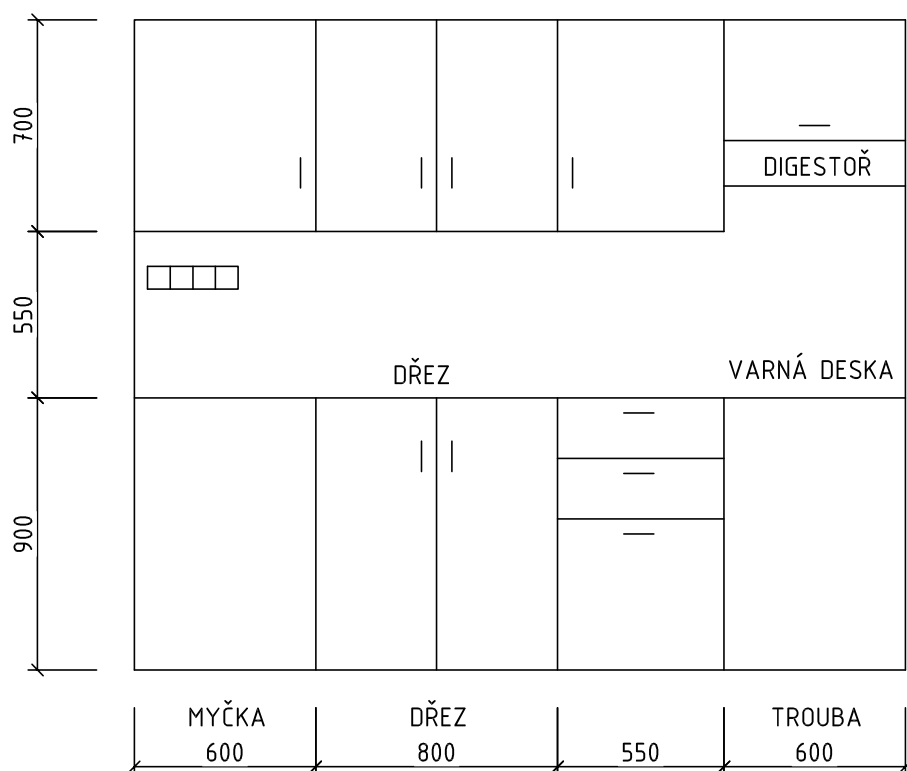 700
DIGESTOŘ
550
DŘEZ
VARNÁ DESKA
900
MYČKA DŘEZ TROUBA
600 800 550 600